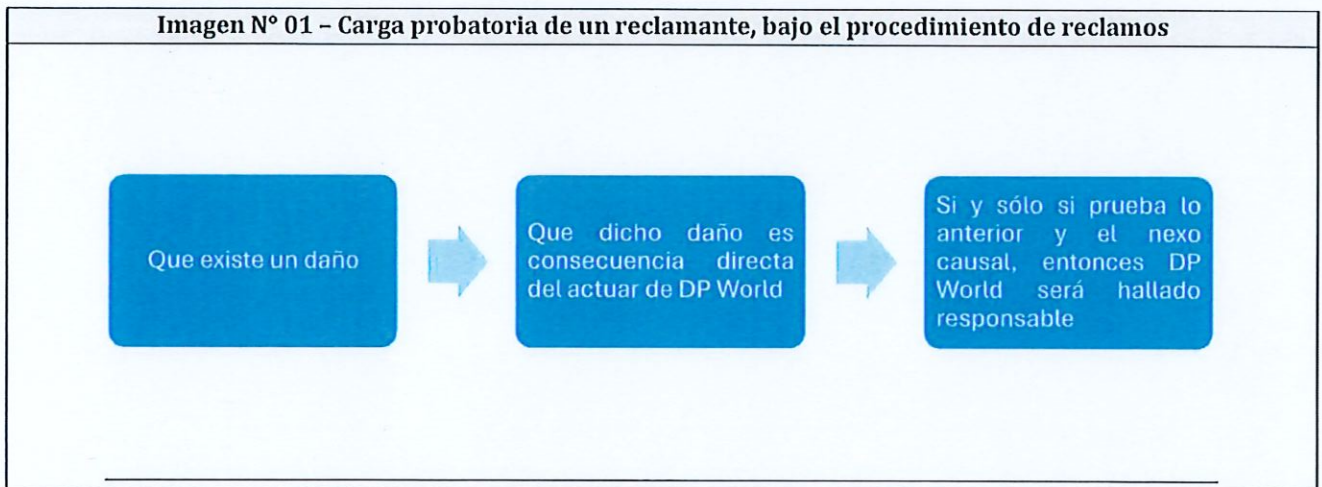 Imagen N° 01 – Carga probatoria de un reclamante, bajo el procedimiento de reclamos
Que existe un daño
Que dicho daño es
consecuencia directa
del actuar de DP World
Si y sólo si prueba lo
anterior y el nexo
causal, entonces DP
World será hallado
responsable